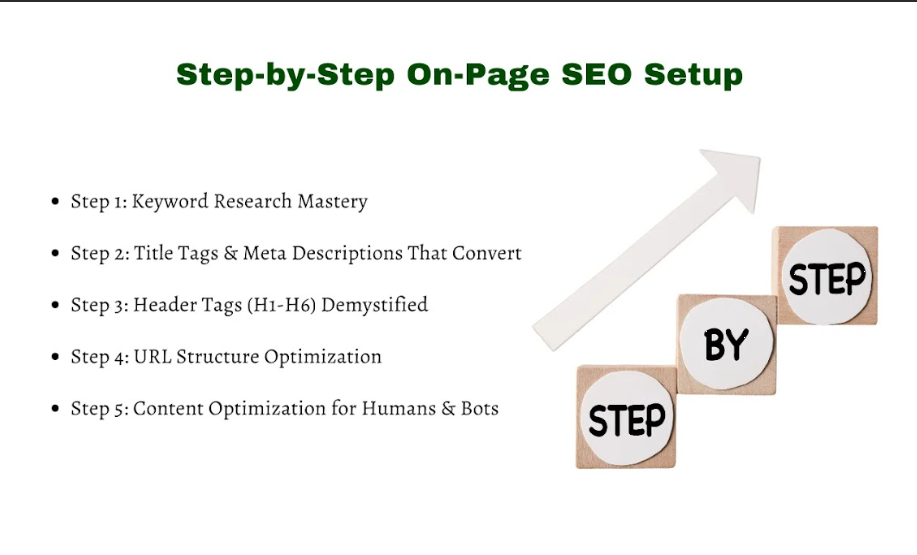 Step-by-Step On-Page SEO Setup
Step 1: Keyword Research Mastery
Step 2: Title Tags & Meta Descriptions That Convert
Step 3: Header Tags (H1-H6) Demystified
Step 4: URL Structure Optimization
Step 5: Content Optimization for Humans & Bots
STEP
BY
STEP